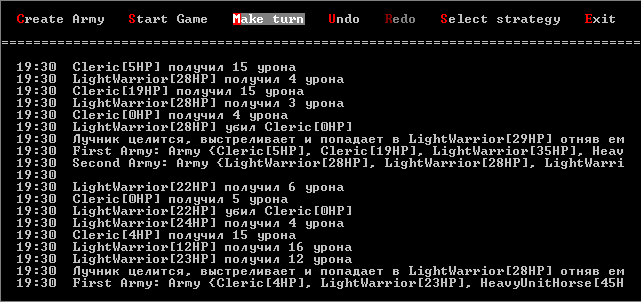 Create Army Start Game Make turn Undo Redo Select strategy Exit
19:30 Cleric[5HP] получил 15 урона
19:30 LightWarrior[28HP] получил 4 урона
19:30 Cleric[19HP] получил 15 урона
19:30 LightWarrior[28HP] получил 3 урона
19:30 Cleric[0HP] получил 4 урона
19:30 LightWarrior[28HP] убил Cleric[0HP]
19:30 Лучник целится, выстреливает и попадает в LightWarrior[29HP] отняв ем
19:30 First Army: Army {Cleric[5HP], Cleric[19HP], LightWarrior[35HP], Heav
19:30 Second Army: Army {LightWarrior[28HP], LightWarrior[28HP], LightWarri
19:30
19:30 LightWarrior[22HP] получил 6 урона
19:30 Cleric[0HP] получил 5 урона
19:30 LightWarrior[22HP] убил Cleric[0HP]
19:30 LightWarrior[24HP] получил 4 урона
19:30 Cleric[4HP] получил 15 урона
19:30 LightWarrior[12HP] получил 16 урона
19:30 LightWarrior[23HP] получил 12 урона
19:30 Лучник целится, выстреливает и попадает в LightWarrior[28HP] отняв ем
19:30 First Army: Army {Cleric[4HP], LightWarrior[23HP], HeavyUnitHorse[45H